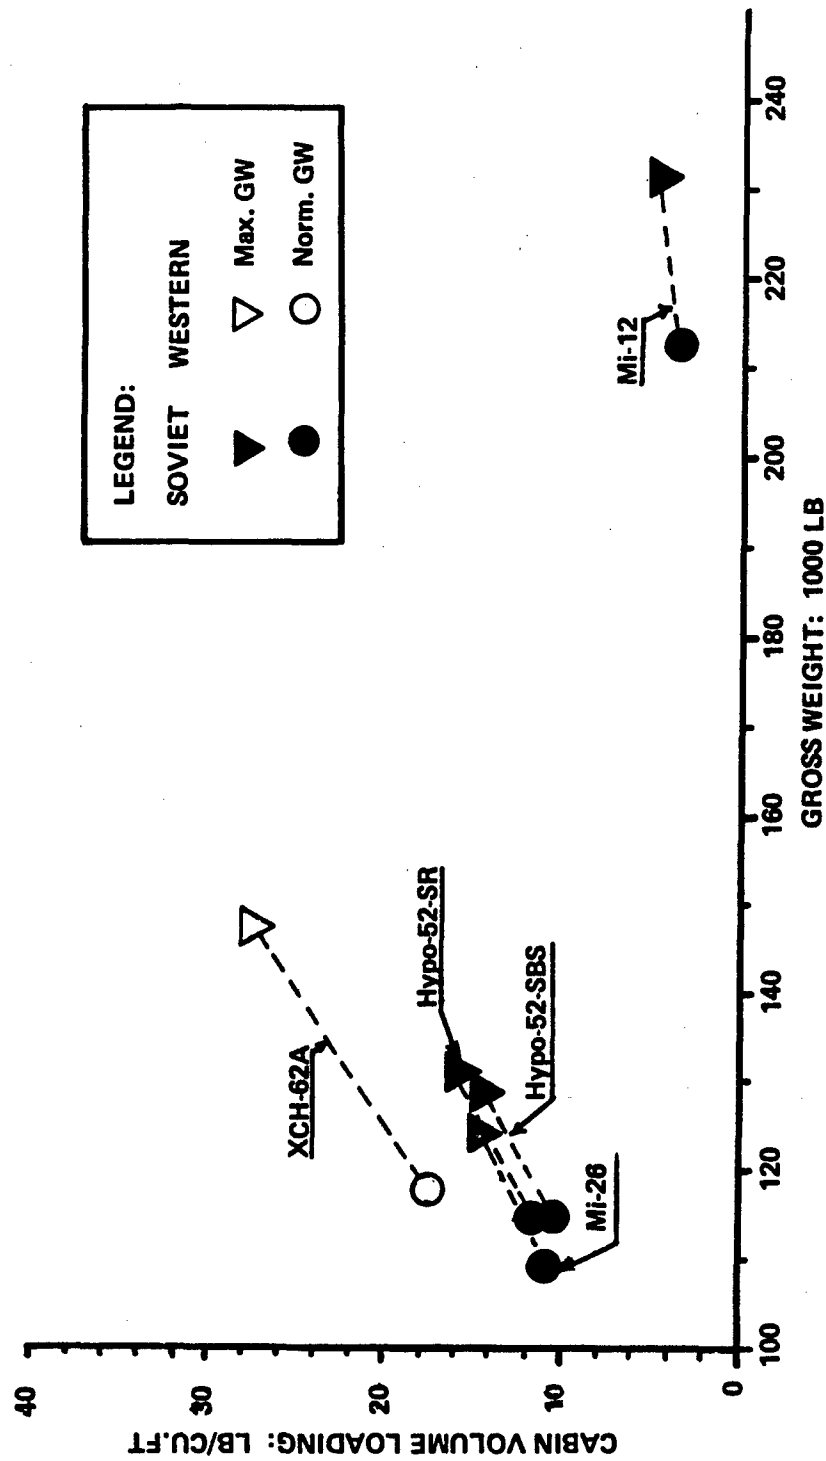 LEGEND:
SOVIET WESTERN
Max. GW
Norm. GW
40
30
20
10
0
CABIN VOLUME LOADING: LB/CU.FT
XCH-62A
Hypo-52-SR
Hypo-52-SBS
Mi-26
Mi-12
100 120 140 160 180 200 220 240
GROSS WEIGHT: 1000 LB